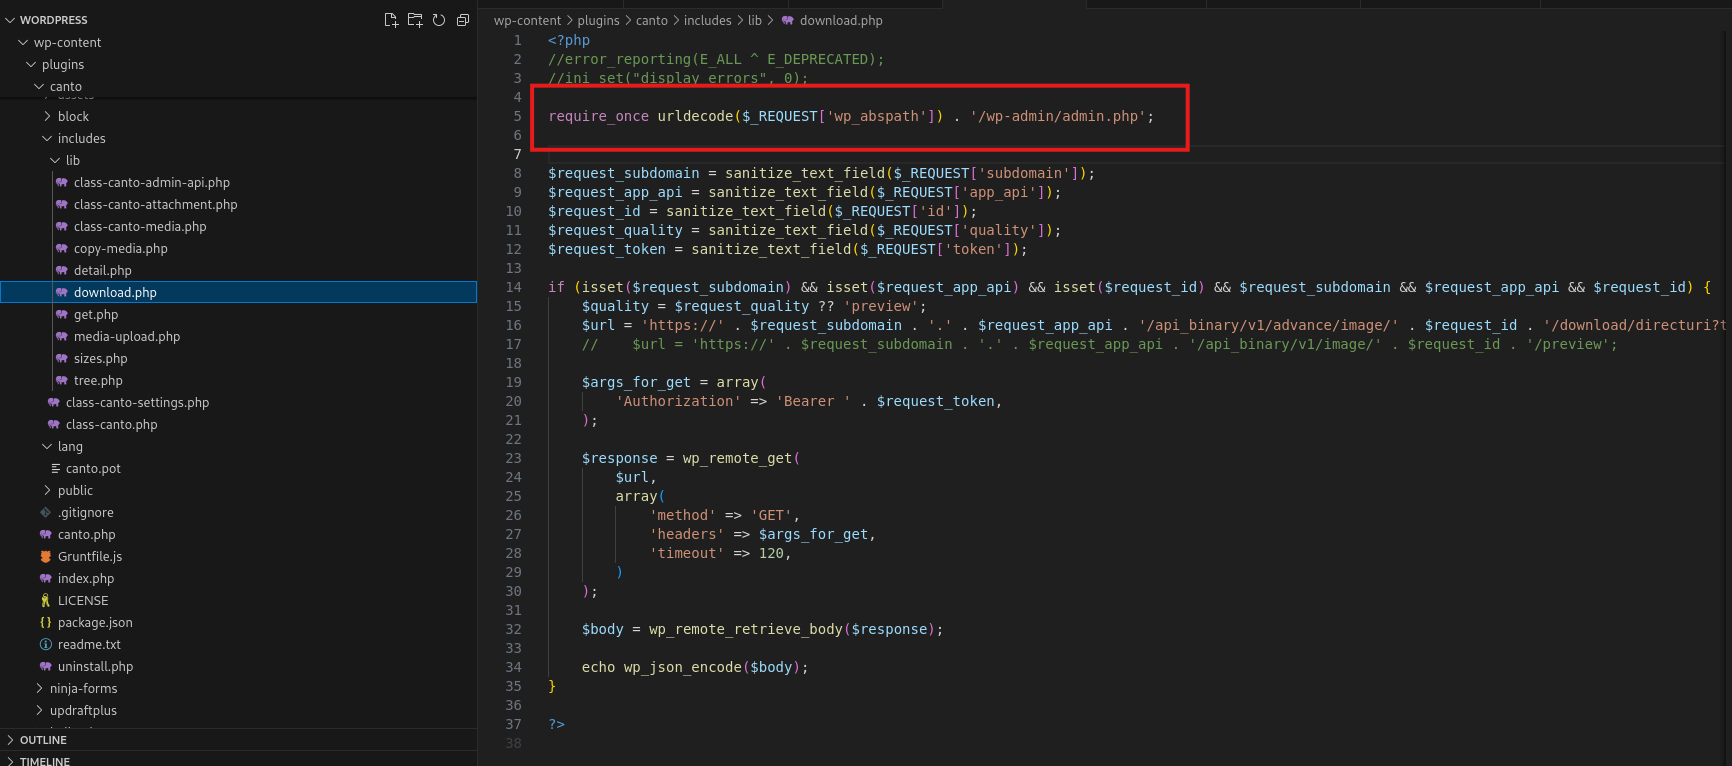 WORDPRESS
wp-content
plugins
canto
assets
block
includes
lib
class-canto-admin-api.php
class-canto-attachment.php
class-canto-media.php
copy-media.php
detail.php
download.php
get.php
media-upload.php
sizes.php
tree.php
class-canto-settings.php
class-canto.php
lang
canto.pot
public
.gitignore
canto.php
Gruntfile.js
index.php
LICENSE
package.json
readme.txt
uninstall.php
ninja-forms
updraftplus
OUTLINE
TIMELINE
wp-content > plugins > canto > includes > lib > download.php
1 <?php
2 //error_reporting(E_ALL ^ E_DEPRECATED);
3 //ini_set("display_errors", 0);
4
5 require_once urldecode($_REQUEST['wp_abspath']) . '/wp-admin/admin.php';
6
7
8 $request_subdomain = sanitize_text_field($_REQUEST['subdomain']);
9 $request_app_api = sanitize_text_field($_REQUEST['app_api']);
10 $request_id = sanitize_text_field($_REQUEST['id']);
11 $request_quality = sanitize_text_field($_REQUEST['quality']);
12 $request_token = sanitize_text_field($_REQUEST['token']);
13
14 if (isset($request_subdomain) && isset($request_app_api) && isset($request_id) && $request_subdomain && $request_app_api && $request_id) {
15 $quality = $request_quality ?? 'preview';
16 $url = 'https://' . $request_subdomain . '.' . $request_app_api . '/api_binary/v1/advance/image/' . $request_id . '/download/directuri?t
17 // $url = 'https://' . $request_subdomain . '.' . $request_app_api . '/api_binary/v1/image/' . $request_id . '/preview';
18
19 $args_for_get = array(
20 'Authorization' => 'Bearer ' . $request_token,
21 );
22
23 $response = wp_remote_get(
24 $url,
25 array(
26 'method' => 'GET',
27 'headers' => $args_for_get,
28 'timeout' => 120,
29 )
30 );
31
32 $body = wp_remote_retrieve_body($response);
33
34 echo wp_json_encode($body);
35 }
36
37 ?>
38